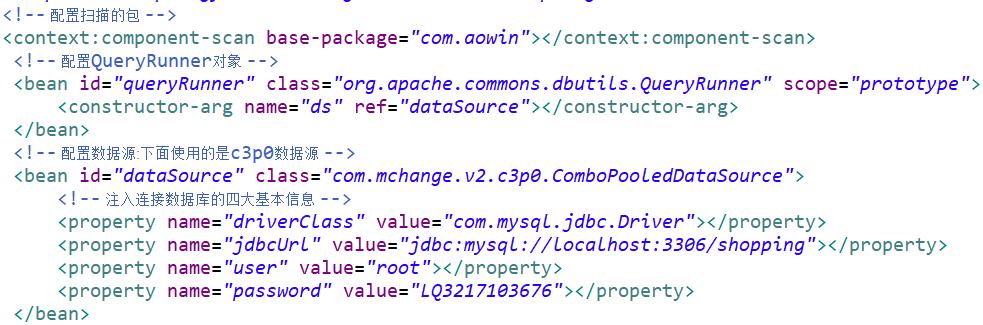 <!-- 配置扫描的包 -->
<context:component-scan base-package="com.aowin"></context:component-scan>
<!-- 配置QueryRunner对象 -->
<bean id="queryRunner" class="org.apache.commons.dbutils.QueryRunner" scope="prototype">
<constructor-arg name="ds" ref="dataSource"></constructor-arg>
</bean>
<!-- 配置数据源:下面使用的是c3p0数据源 -->
<bean id="dataSource" class="com.mchange.v2.c3p0.ComboPooledDataSource">
<!-- 注入连接数据库的四大基本信息 -->
<property name="driverClass" value="com.mysql.jdbc.Driver"></property>
<property name="jdbcUrl" value="jdbc:mysql://localhost:3306/shopping"></property>
<property name="user" value="root"></property>
<property name="password" value="LQ3217103676"></property>
</bean>